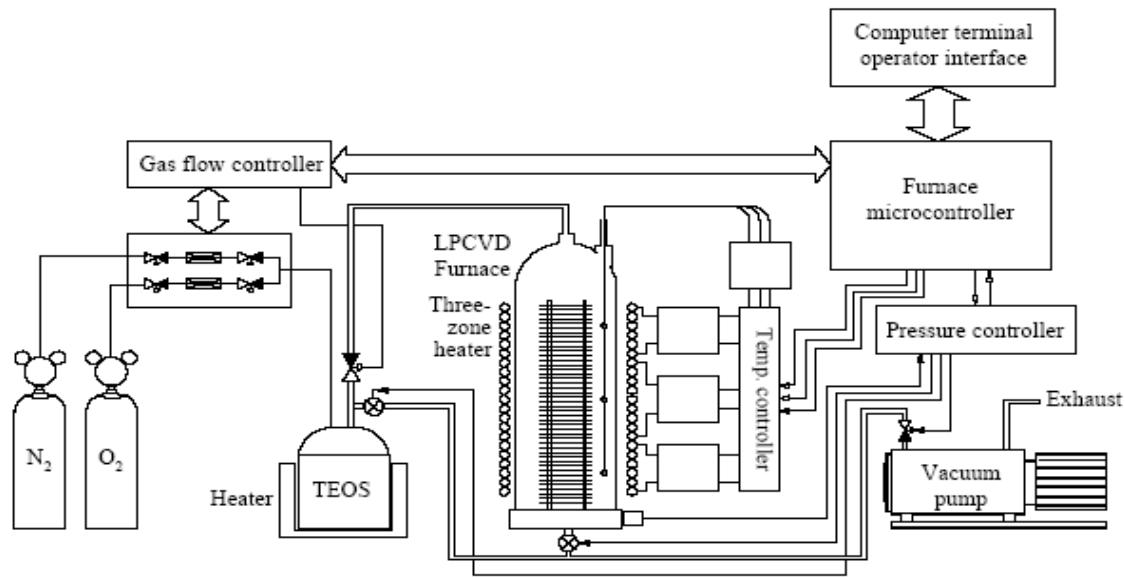 Computer terminal
operator interface
Gas flow controller
Furnace
microcontroller
LPCVD
Furnace
Three-
zone
heater
Temp. controller
Pressure controller
Exhaust
N2
O2
Heater
TEOS
Vacuum
pump